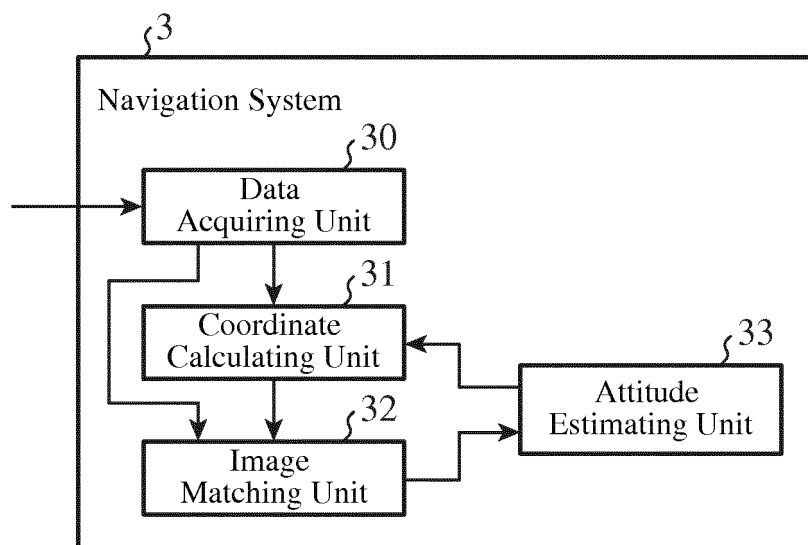 3
Navigation System
30
Data
Acquiring Unit
31
Coordinate
Calculating Unit
33
Attitude
Estimating Unit
32
Image
Matching Unit